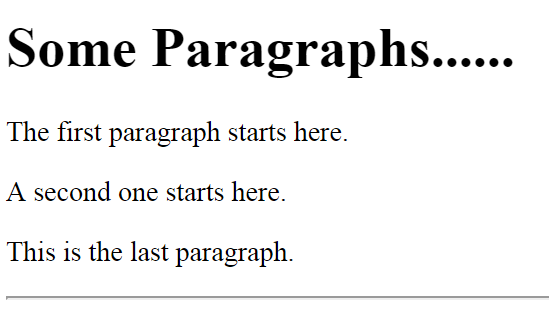 Some Paragraphs......
The first paragraph starts here.
A second one starts here.
This is the last paragraph.